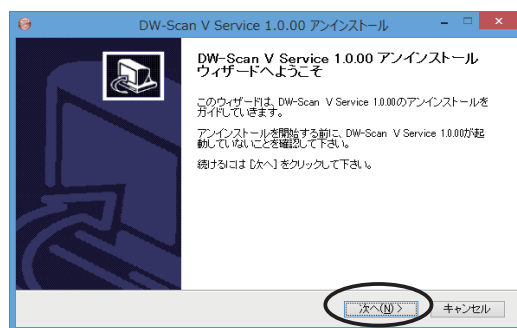 DW-Scan V Service 1.0.00 アンインストール
DW-Scan V Service 1.0.00 アンインストール
ウィザードへようこそ
このウィザードは、DW-Scan V Service 1.0.00のアンインストールを
ガイドしていきます。
アンインストールを開始する前に、DW-Scan V Service 1.0.00が起
動していないことを確認して下さい。
続けるには [次へ] をクリックして下さい。
次へ(N) >
キャンセル